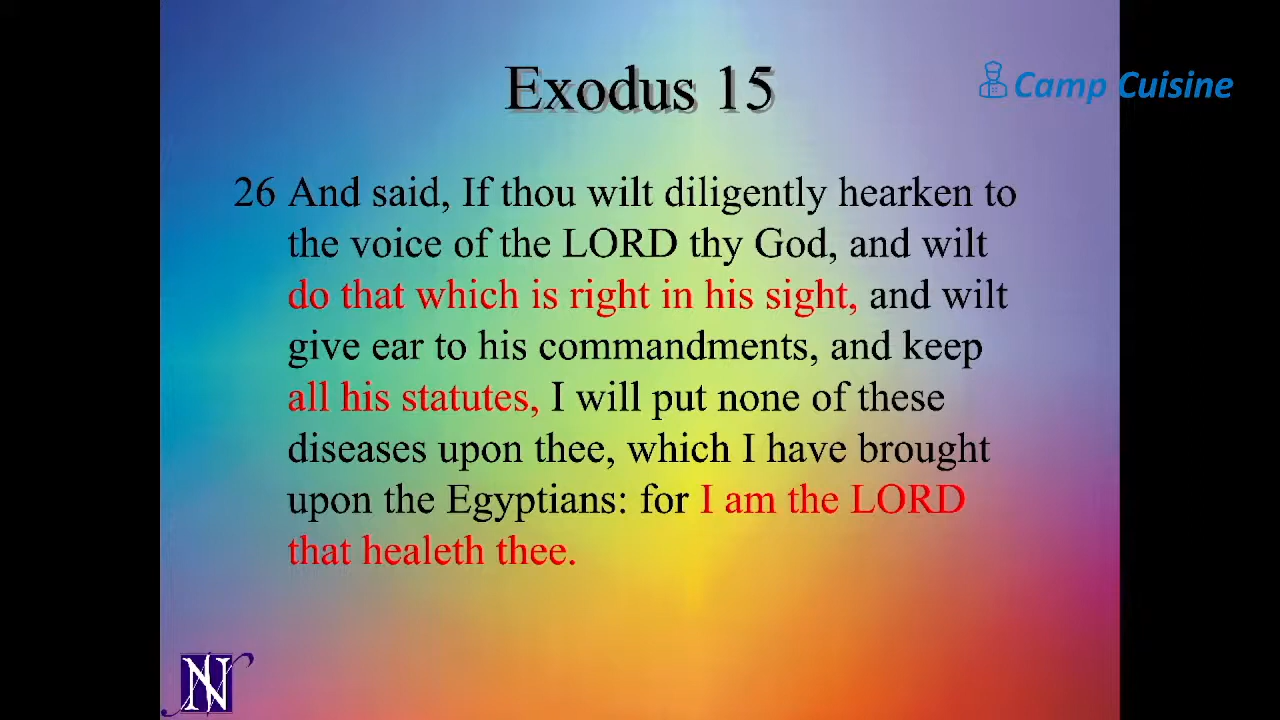 Exodus 15
Camp Cuisine
26 And said, If thou wilt diligently hearken to
the voice of the LORD thy God, and wilt
do that which is right in his sight, and wilt
give ear to his commandments, and keep
all his statutes, I will put none of these
diseases upon thee, which I have brought
upon the Egyptians: for I am the LORD
that healeth thee.
N